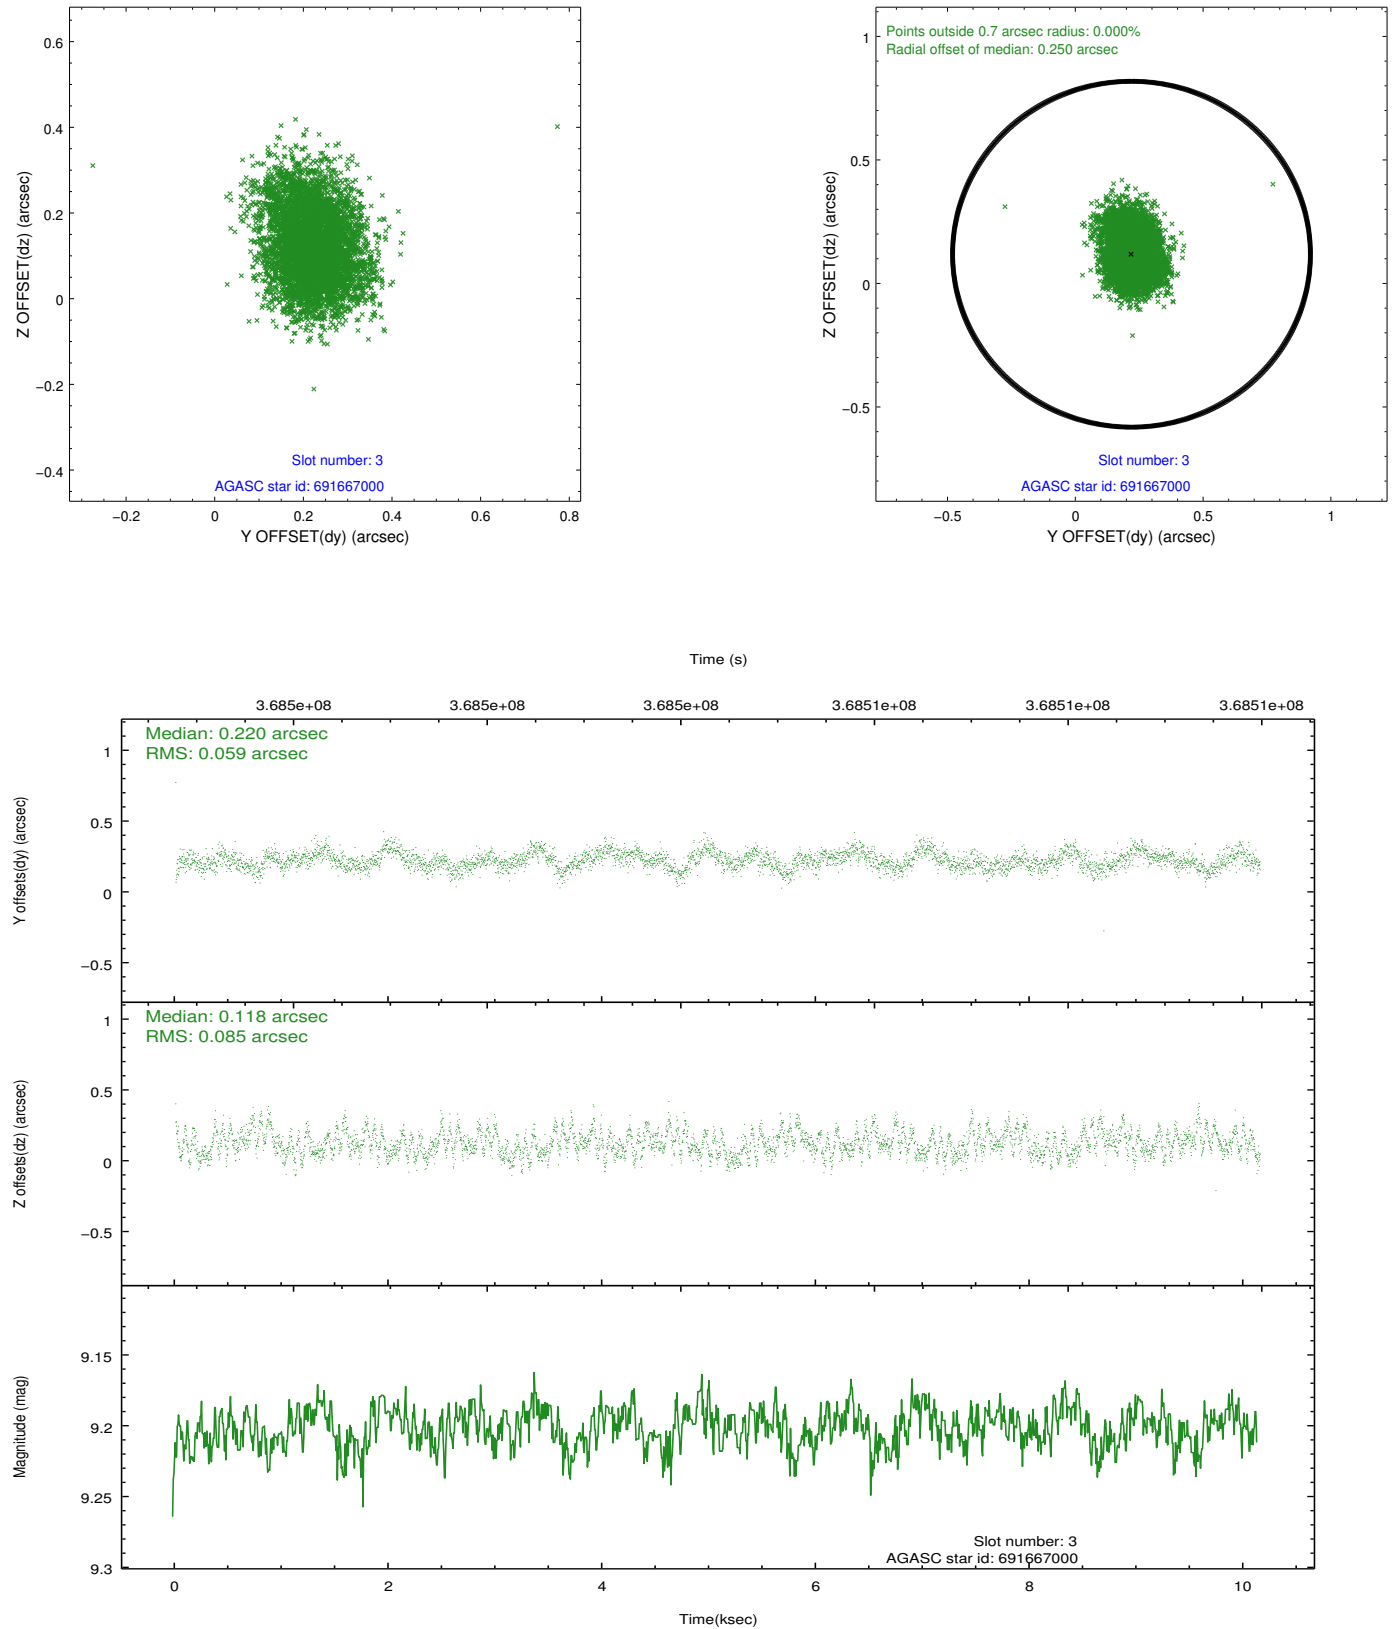 0.6
0.4
0.2
0
−0.2
−0.4
Z OFFSET(dz) (arcsec)
Slot number: 3
AGASC star id: 691667000
−0.2 0 0.2 0.4 0.6 0.8
Y OFFSET(dy) (arcsec)
Points outside 0.7 arcsec radius: 0.000%
Radial offset of median: 0.250 arcsec
1
0.5
0
−0.5
Z OFFSET(dz) (arcsec)
Slot number: 3
AGASC star id: 691667000
−0.5 0 0.5 1
Y OFFSET(dy) (arcsec)
Time (s)
3.685e+08 3.685e+08 3.685e+08 3.6851e+08 3.6851e+08 3.6851e+08
Median: 0.220 arcsec
RMS: 0.059 arcsec
1
0.5
0
−0.5
Y offsets(dy) (arcsec)
Median: 0.118 arcsec
RMS: 0.085 arcsec
1
0.5
0
−0.5
Z offsets(dz) (arcsec)
9.15
9.2
9.25
9.3
Magnitude (mag)
Slot number: 3
AGASC star id: 691667000
0 2 4 6 8 10
Time(ksec)